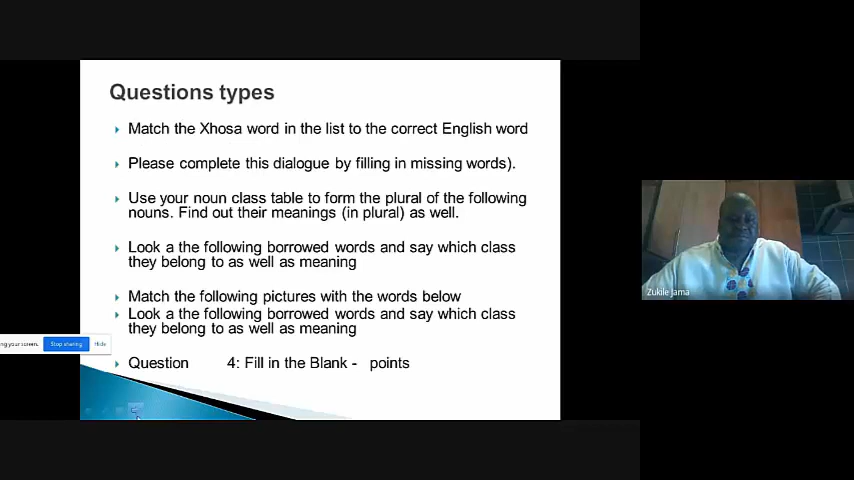 Questions types
Match the Xhosa word in the list to the correct English word
Please complete this dialogue by filling in missing words).
Use your noun class table to form the plural of the following
nouns. Find out their meanings (in plural) as well.
Look a the following borrowed words and say which class
they belong to as well as meaning
Match the following pictures with the words below
Look a the following borrowed words and say which class
they belong to as well as meaning
Question 4: Fill in the Blank - points
ng your screen.
Stop sharing
Hide
Zukile Jama